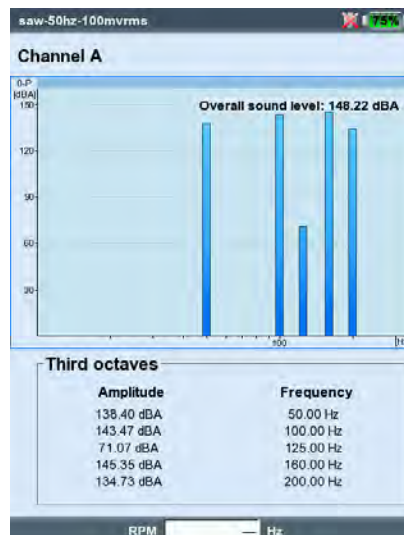 saw-50hz-100mvrms 75%
Channel A
0-P
[dBA]
150
Overall sound level: 148.22 dBA
120
90
60
30
100 [H
Third octaves
Amplitude Frequency
138.40 dBA 50.00 Hz
143.47 dBA 100.00 Hz
71.07 dBA 125.00 Hz
145.35 dBA 160.00 Hz
134.73 dBA 200.00 Hz
RPM — Hz